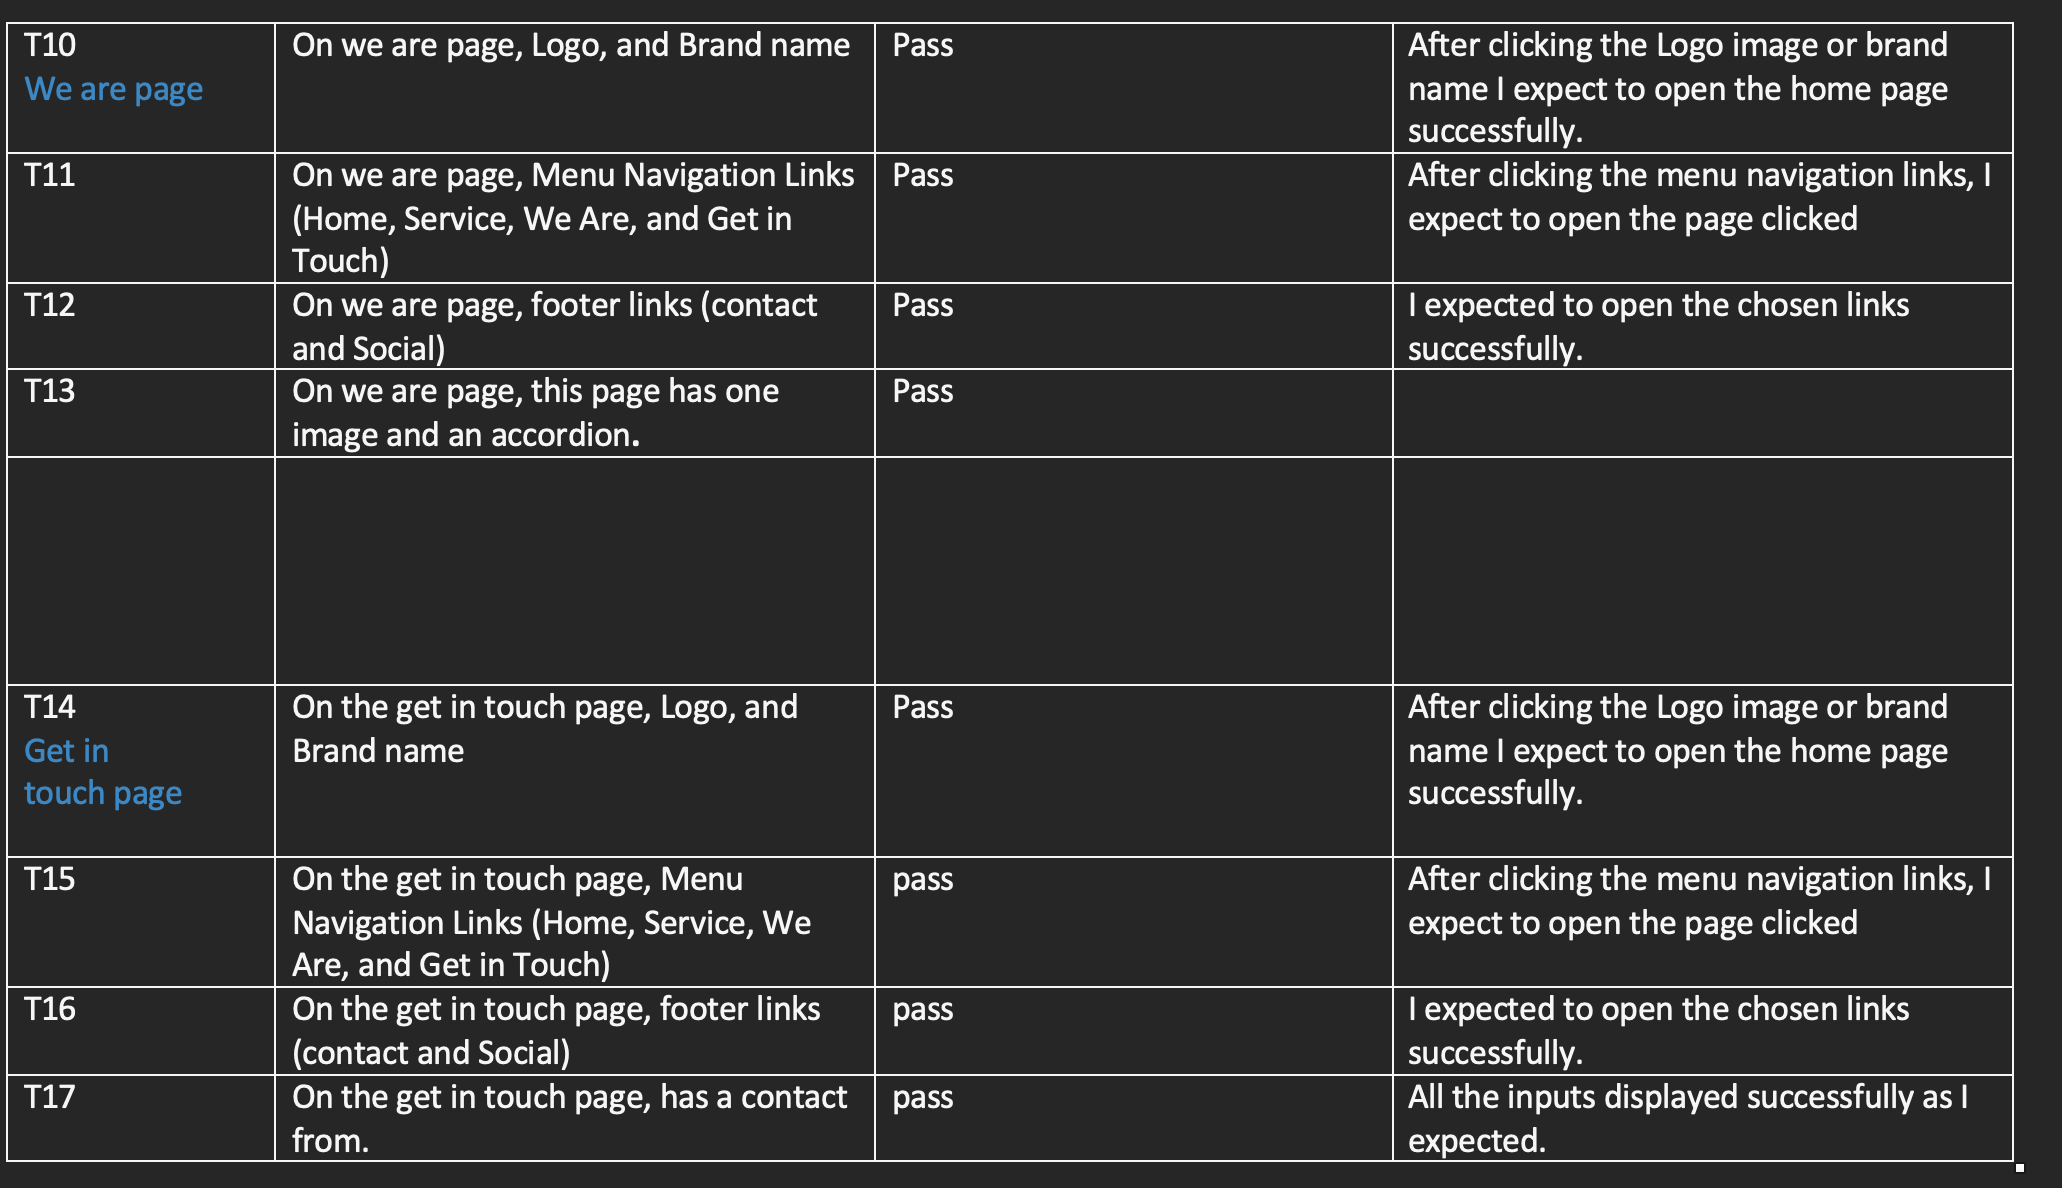 T10
We are page
On we are page, Logo, and Brand name
Pass
After clicking the Logo image or brand
name I expect to open the home page
successfully.
T11
On we are page, Menu Navigation Links
(Home, Service, We Are, and Get in
Touch)
Pass
After clicking the menu navigation links, I
expect to open the page clicked
T12
On we are page, footer links (contact
and Social)
Pass
I expected to open the chosen links
successfully.
T13
On we are page, this page has one
image and an accordion.
Pass
T14
Get in
touch page
On the get in touch page, Logo, and
Brand name
Pass
After clicking the Logo image or brand
name I expect to open the home page
successfully.
T15
On the get in touch page, Menu
Navigation Links (Home, Service, We
Are, and Get in Touch)
pass
After clicking the menu navigation links, I
expect to open the page clicked
T16
On the get in touch page, footer links
(contact and Social)
pass
I expected to open the chosen links
successfully.
T17
On the get in touch page, has a contact
from.
pass
All the inputs displayed successfully as I
expected.